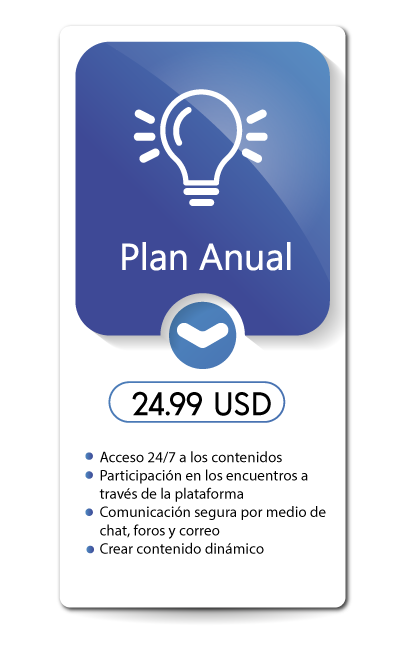 Plan Anual
24.99 USD
Acceso 24/7 a los contenidos
Participación en los encuentros a
través de la plataforma
Comunicación segura por medio de
chat, foros y correo
Crear contenido dinámico